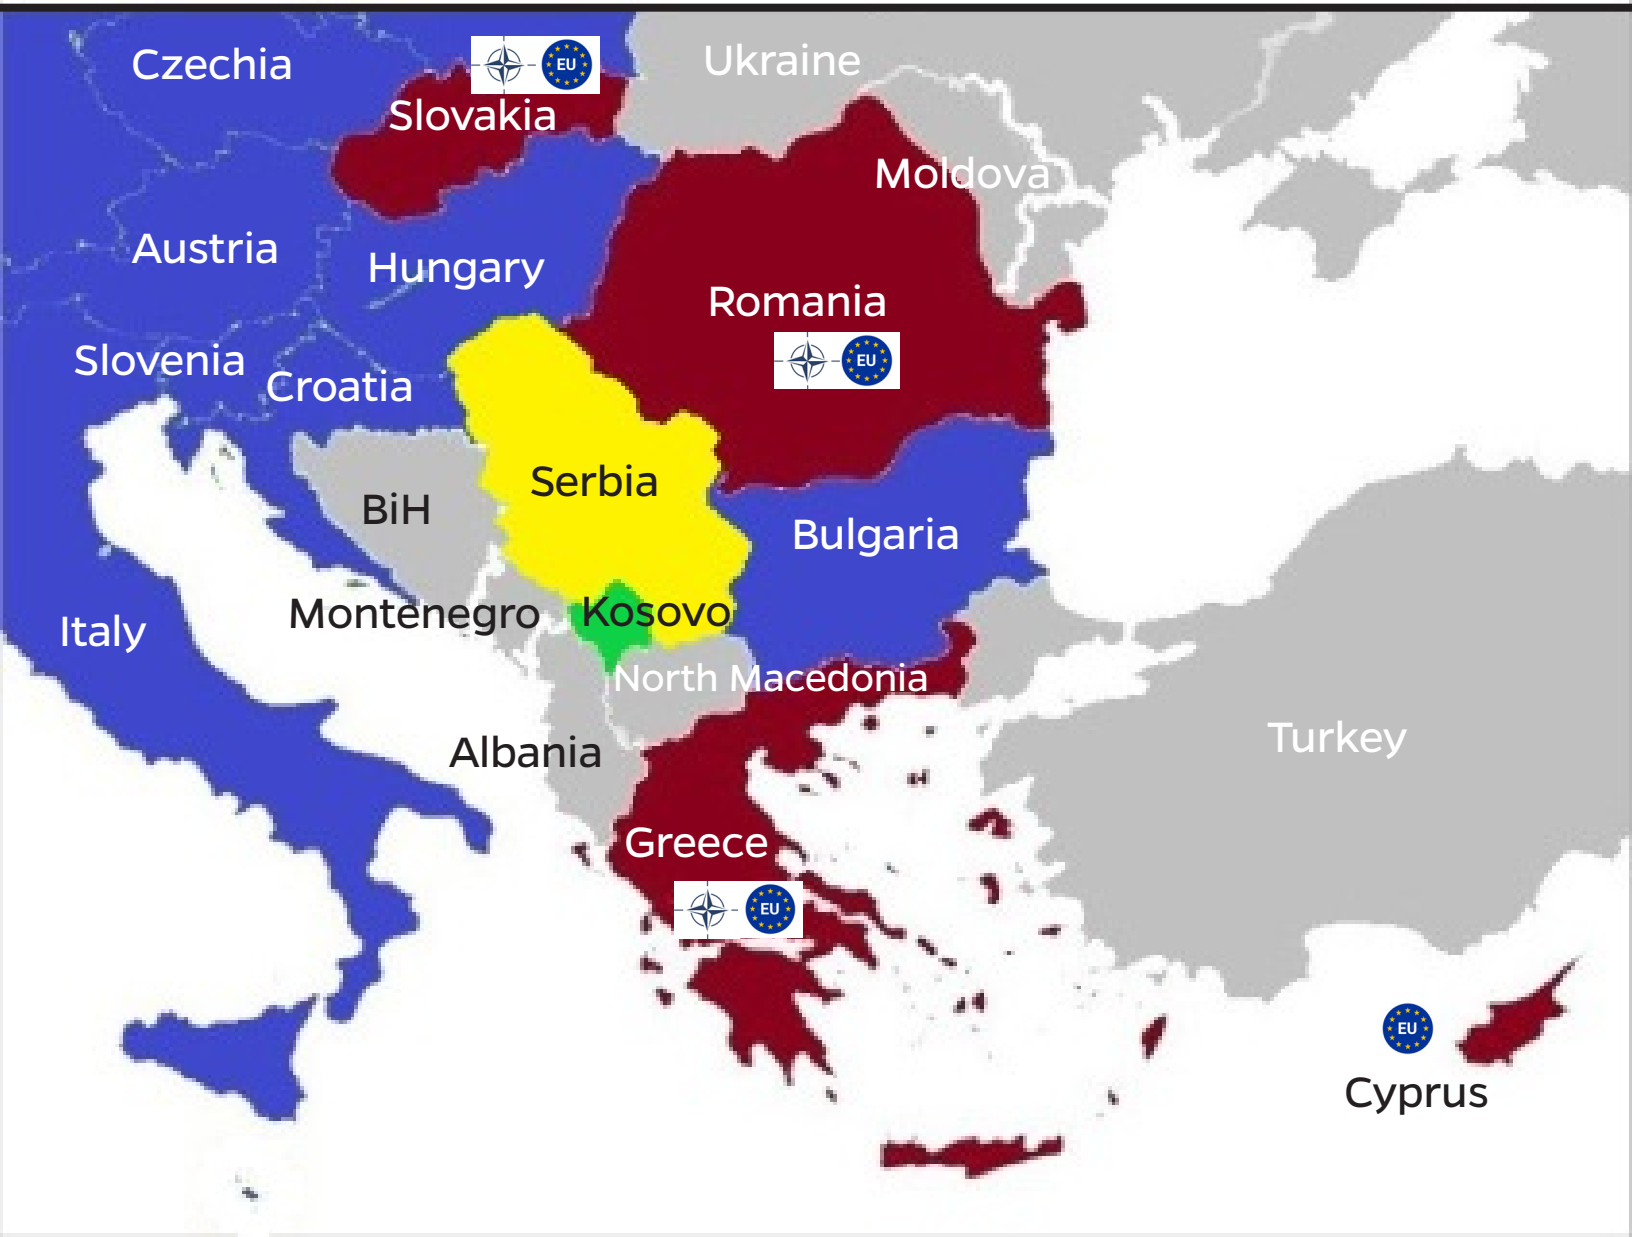 Czechia
EU
Ukraine
Slovakia
Moldova
Austria
Hungary
Romania
EU
Slovenia
Croatia
Serbia
BiH
Bulgaria
Montenegro
Kosovo
Italy
North Macedonia
Turkey
Albania
Greece
EU
EU
Cyprus